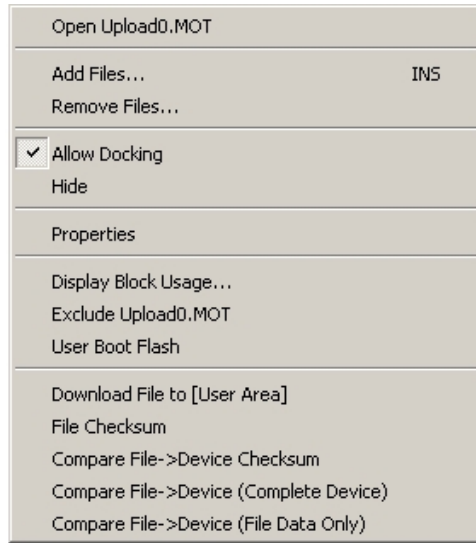 Open Upload0.MOT
Add Files... INS
Remove Files...
Allow Docking
Hide
Properties
Display Block Usage...
Exclude Upload0.MOT
User Boot Flash
Download File to [User Area]
File Checksum
Compare File->Device Checksum
Compare File->Device (Complete Device)
Compare File->Device (File Data Only)